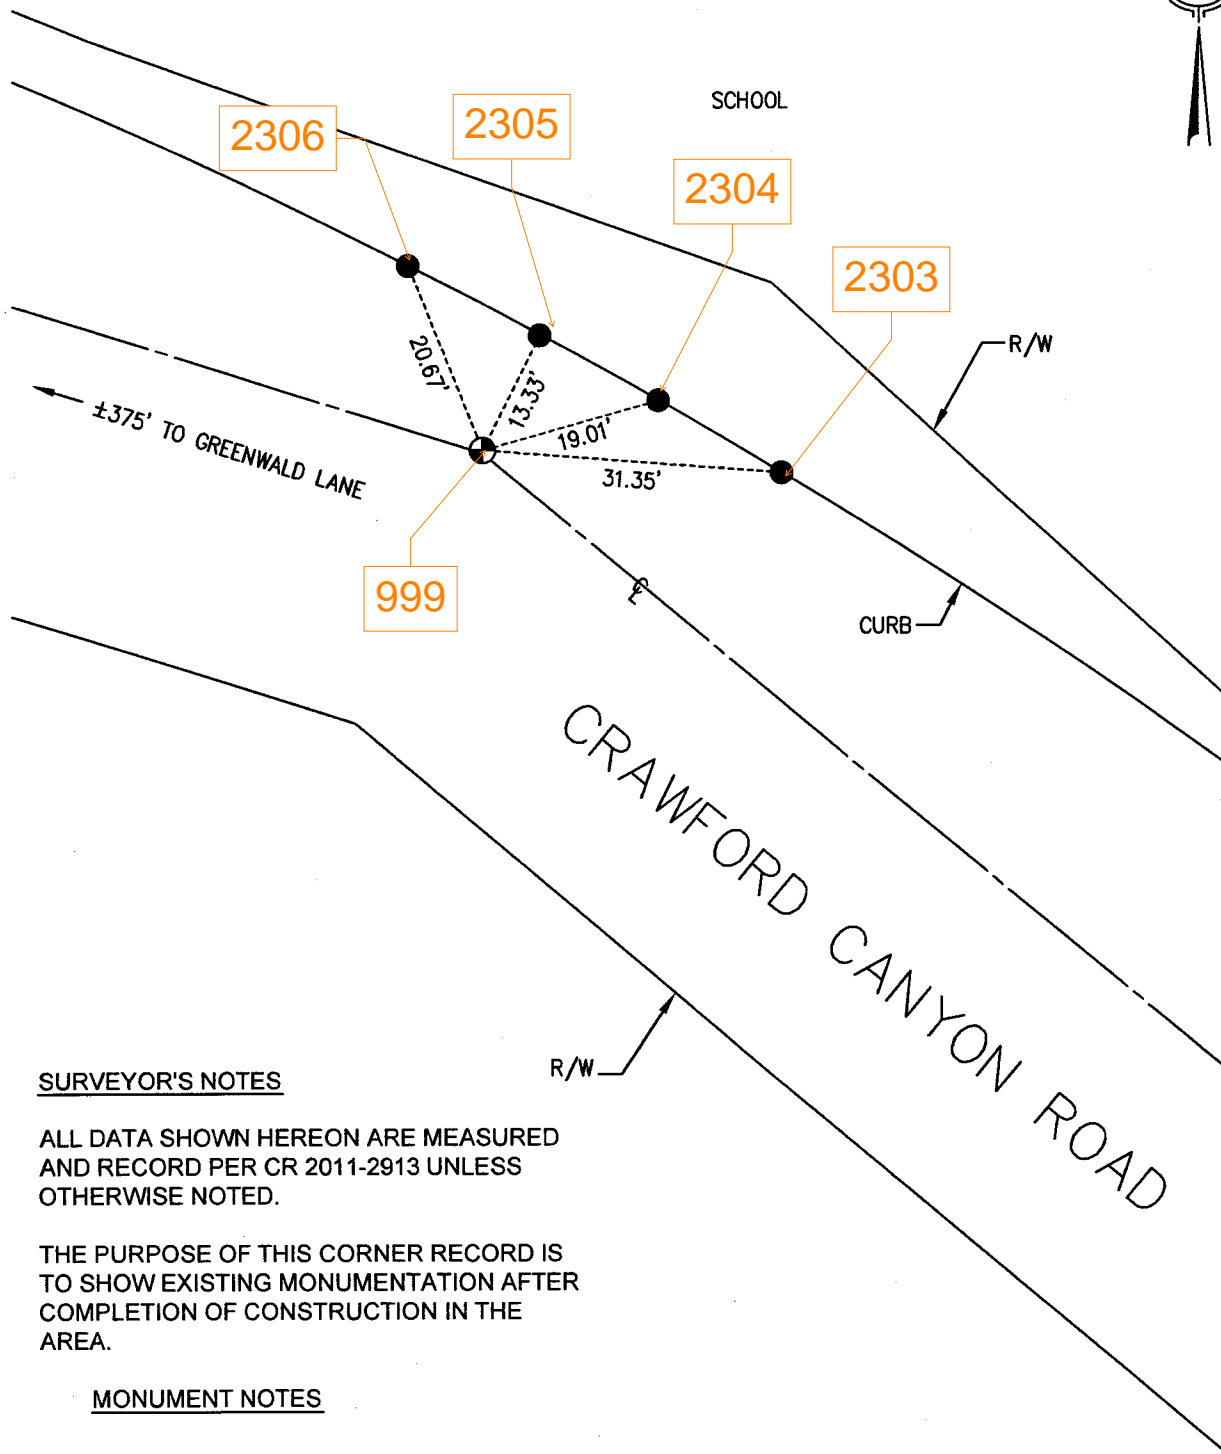 SCHOOL
2306
2305
2304
2303
R/W
20.67'
13.33'
19.01'
31.35'
±375' TO GREENWALD LANE
999
℄
CURB
CRAWFORD CANYON ROAD
R/W
SURVEYOR'S NOTES
ALL DATA SHOWN HEREON ARE MEASURED
AND RECORD PER CR 2011-2913 UNLESS
OTHERWISE NOTED.
THE PURPOSE OF THIS CORNER RECORD IS
TO SHOW EXISTING MONUMENTATION AFTER
COMPLETION OF CONSTRUCTION IN THE
AREA.
MONUMENT NOTES